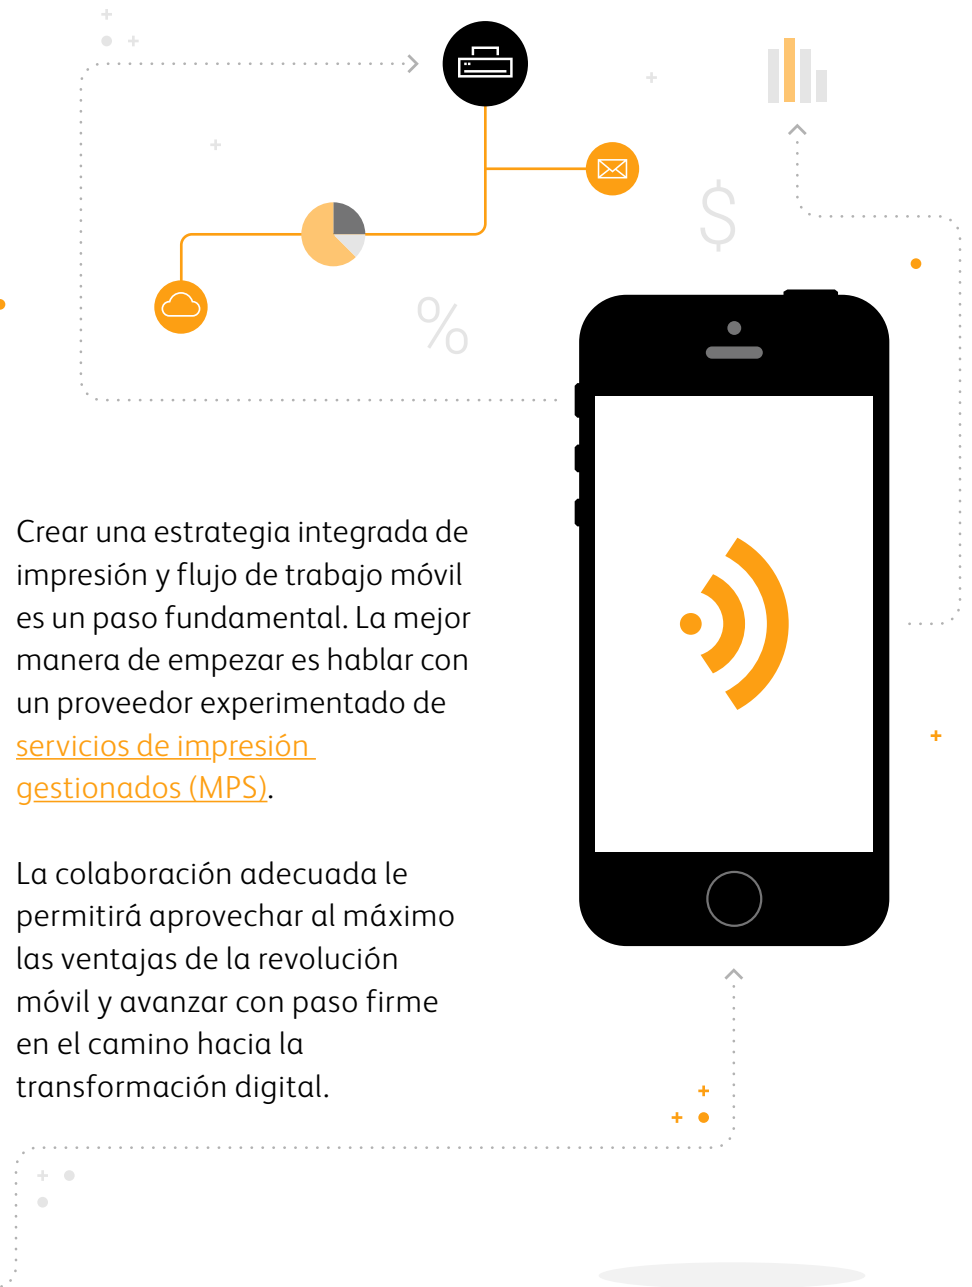 $
%
Crear una estrategia integrada de
impresión y flujo de trabajo móvil
es un paso fundamental. La mejor
manera de empezar es hablar con
un proveedor experimentado de
servicios de impresión
gestionados (MPS).
La colaboración adecuada le
permitirá aprovechar al máximo
las ventajas de la revolución
móvil y avanzar con paso firme
en el camino hacia la
transformación digital.